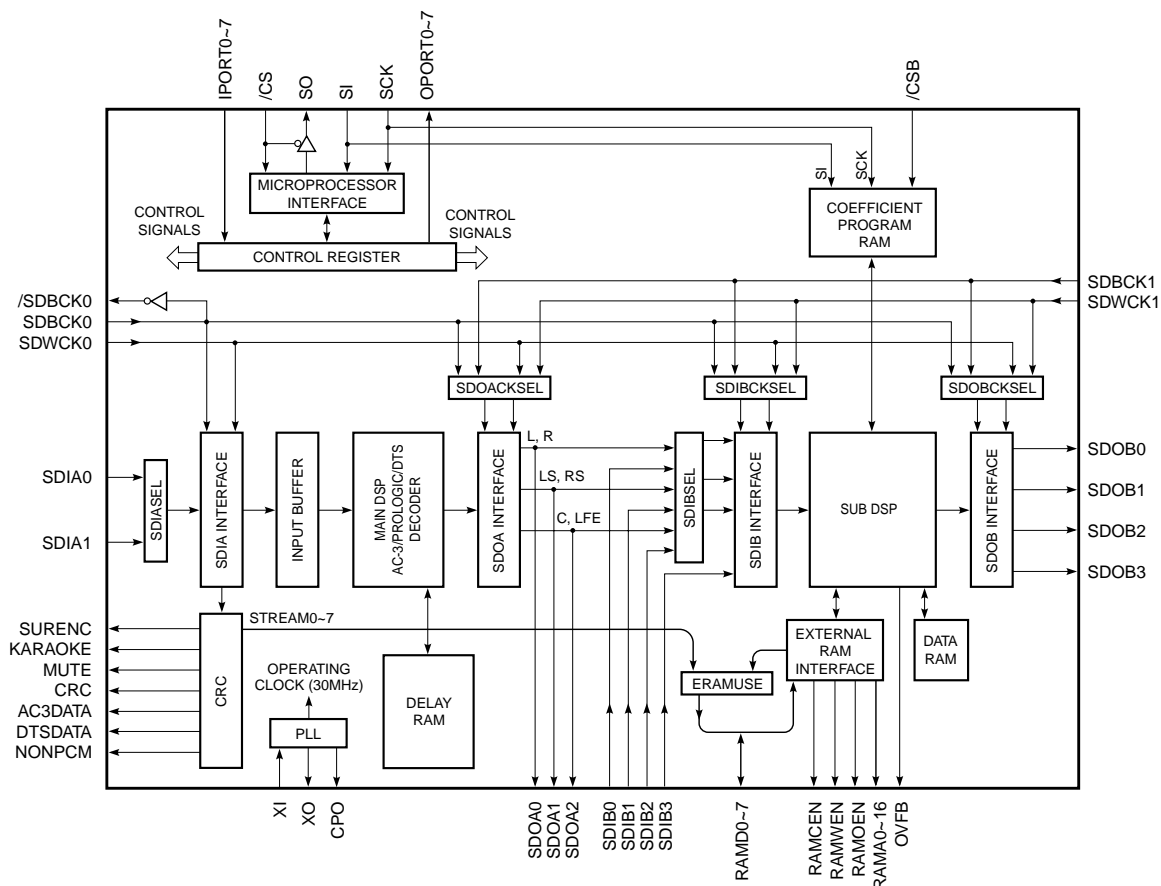 IPORT0~7
/CS
SO
SI
SCK
OPORT0~7
/CSB
SI
SCK
MICROPROCESSOR
INTERFACE
COEFFICIENT
PROGRAM
RAM
CONTROL
SIGNALS
CONTROL
SIGNALS
CONTROL REGISTER
/SDBCK0
SDBCK0
SDWCK0
SDBCK1
SDWCK1
SDOACKSEL
SDIBCKSEL
SDOBCKSEL
SDIA0
SDIA1
SDIASEL
SDIA INTERFACE
INPUT BUFFER
MAIN DSP
AC-3/PROLOGIC/DTS
DECODER
SDOA INTERFACE
L, R
LS, RS
C, LFE
SDIBSEL
SDIB INTERFACE
SUB DSP
SDOB INTERFACE
SDOB0
SDOB1
SDOB2
SDOB3
SURENC
KARAOKE
MUTE
CRC
AC3DATA
DTSDATA
NONPCM
CRC
STREAM0~7
OPERATING
CLOCK (30MHz)
PLL
DELAY
RAM
ERAMUSE
EXTERNAL
RAM
INTERFACE
DATA
RAM
XI
XO
CPO
SDOA0
SDOA1
SDOA2
SDIB0
SDIB1
SDIB2
SDIB3
RAMD0~7
RAMCEN
RAMWEN
RAMOEN
RAMA0~16
OVFB